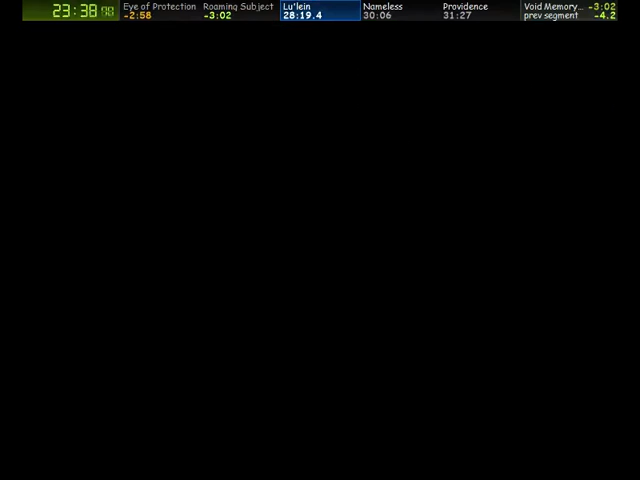 23:38
Eye of Protection
-2:58
Roaming Subject
-3:02
Lu'lein
28:19.4
Nameless
30:06
Providence
31:27
Void Memory... -3:02
prev segment -4.2